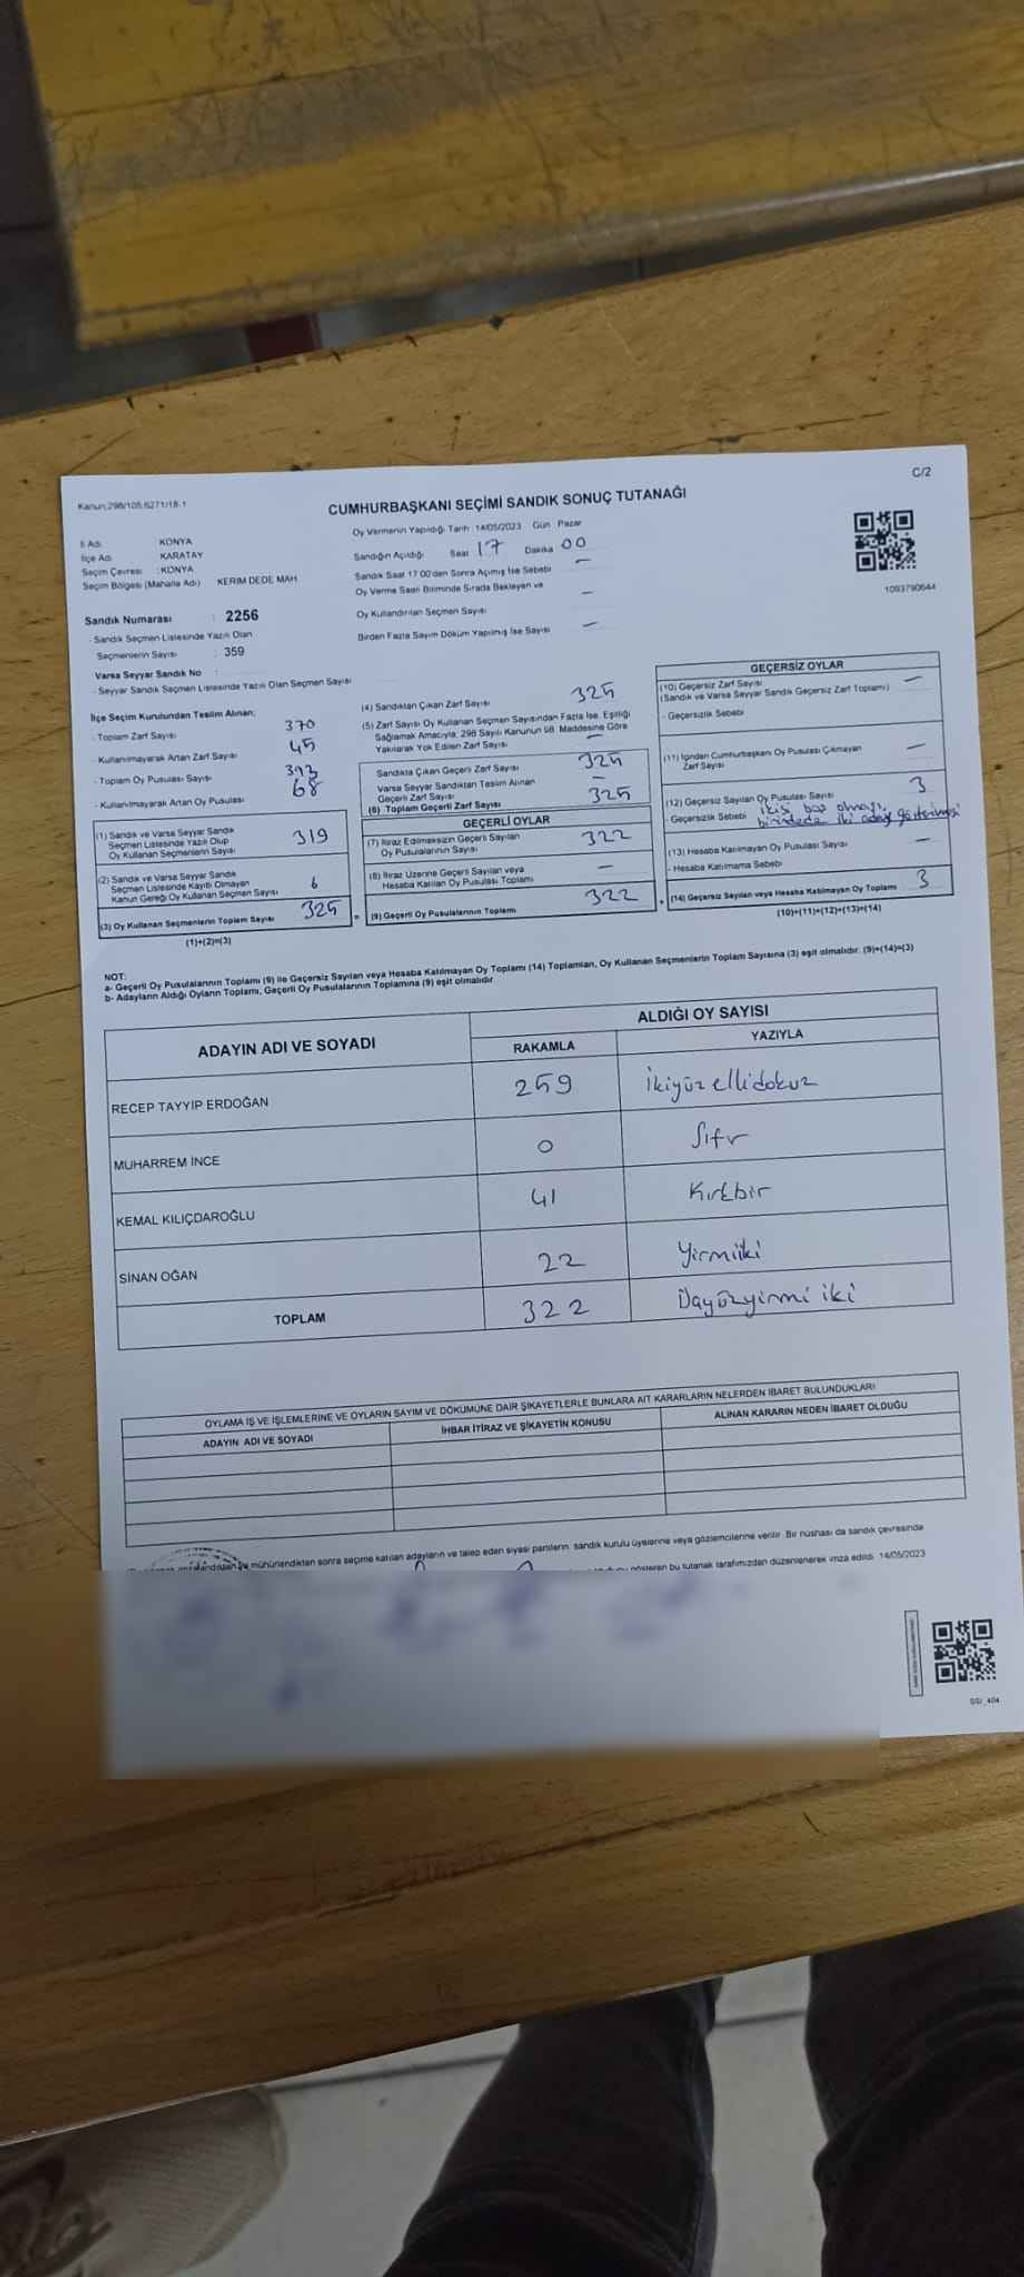 C/2
Kanun:298/105,6271/18-1
CUMHURBAŞKANI SEÇİMİ SANDIK SONUÇ TUTANAĞI
İl Adı : KONYA
İlçe Adı : KARATAY
Seçim Çevresi : KONYA
Seçim Bölgesi (Mahalle Adı) : KERİM DEDE MAH.
Oy Vermenin Yapıldığı Tarih : 14/05/2023 Gün : Pazar
Sandığın Açıldığı Saat 17 Dakika 00
Sandık Saat 17:00'den Sonra Açılmış İse Sebebi —
Oy Verme Saati Bitiminde Sırada Bekleyen ve
Oy Kullandırılan Seçmen Sayısı —
Birden Fazla Sayım Döküm Yapılmış İse Sayısı —
1093790644
Sandık Numarası : 2256
- Sandık Seçmen Listesinde Yazılı Olan
Seçmenlerin Sayısı : 359
Varsa Seyyar Sandık No :
- Seyyar Sandık Seçmen Listesinde Yazılı Olan Seçmen Sayısı
İlçe Seçim Kurulundan Teslim Alınan;
- Toplam Zarf Sayısı 370
- Kullanılmayarak Artan Zarf Sayısı 45
- Toplam Oy Pusulası Sayısı 393
- Kullanılmayarak Artan Oy Pusulası 68
(1) Sandık ve Varsa Seyyar Sandık
Seçmen Listesinde Yazılı Olup
Oy Kullanan Seçmenlerin Sayısı 319
(2) Sandık ve Varsa Seyyar Sandık
Seçmen Listesinde Kayıtlı Olmayan
Kanun Gereği Oy Kullanan Seçmen Sayısı 6
(3) Oy Kullanan Seçmenlerin Toplam Sayısı 325
(1)+(2)=(3)
(4) Sandıktan Çıkan Zarf Sayısı 325
(5) Zarf Sayısı Oy Kullanan Seçmen Sayısından Fazla İse, Eşitliği
Sağlamak Amacıyla; 298 Sayılı Kanunun 98. Maddesine Göre
Yakılarak Yok Edilen Zarf Sayısı —
Sandıkta Çıkan Geçerli Zarf Sayısı 325
Varsa Seyyar Sandıktan Teslim Alınan
Geçerli Zarf Sayısı —
(6) Toplam Geçerli Zarf Sayısı 325
GEÇERLİ OYLAR
(7) İtiraz Edilmeksizin Geçerli Sayılan
Oy Pusulalarının Sayısı 322
(8) İtiraz Üzerine Geçerli Sayılan veya
Hesaba Katılan Oy Pusulası Toplamı —
= (9) Geçerli Oy Pusulalarının Toplamı 322
GEÇERSİZ OYLAR
(10) Geçersiz Zarf Sayısı —
(Sandık ve Varsa Seyyar Sandık Geçersiz Zarf Toplamı)
- Geçersizlik Sebebi
(11) İçinden Cumhurbaşkanı Oy Pusulası Çıkmayan
Zarf Sayısı —
(12) Geçersiz Sayılan Oy Pusulası Sayısı 3
Geçersizlik Sebebi ikisi boş olması,
birindede iki aday gösterilmesi
(13) Hesaba Katılmayan Oy Pusulası Sayısı —
- Hesaba Katılmama Sebebi
+ (14) Geçersiz Sayılan veya Hesaba Katılmayan Oy Toplamı 3
(10)+(11)+(12)+(13)=(14)
NOT:
a- Geçerli Oy Pusulalarının Toplamı (9) ile Geçersiz Sayılan veya Hesaba Katılmayan Oy Toplamı (14) Toplamları, Oy Kullanan Seçmenlerin Toplam Sayısına (3) eşit olmalıdır. (9)+(14)=(3)
b- Adayların Aldığı Oyların Toplamı, Geçerli Oy Pusulalarının Toplamına (9) eşit olmalıdır.
ADAYIN ADI VE SOYADI ALDIĞI OY SAYISI
RAKAMLA YAZIYLA
RECEP TAYYİP ERDOĞAN 259 İkiyüz ellidokuz
MUHARREM İNCE 0 Sıfır
KEMAL KILIÇDAROĞLU 41 Kırkbir
SİNAN OĞAN 22 Yirmiiki
TOPLAM 322 Üçyüzyirmi iki
OYLAMA İŞ VE İŞLEMLERİNE VE OYLARIN SAYIM VE DÖKÜMÜNE DAİR ŞİKAYETLERLE BUNLARA AİT KARARLARIN NELERDEN İBARET BULUNDUKLARI
ADAYIN ADI VE SOYADI İHBAR İTİRAZ VE ŞİKAYETİN KONUSU ALINAN KARARIN NEDEN İBARET OLDUĞU
mühürlendikten sonra seçime katılan adayların ve talep eden siyasi partilerin, sandık kurulu üyelerine veya gözlemcilerine verilir. Bir nüshası da sandık çevresinde
gösteren bu tutanak tarafımızdan düzenlenerek imza edildi. 14/05/2023